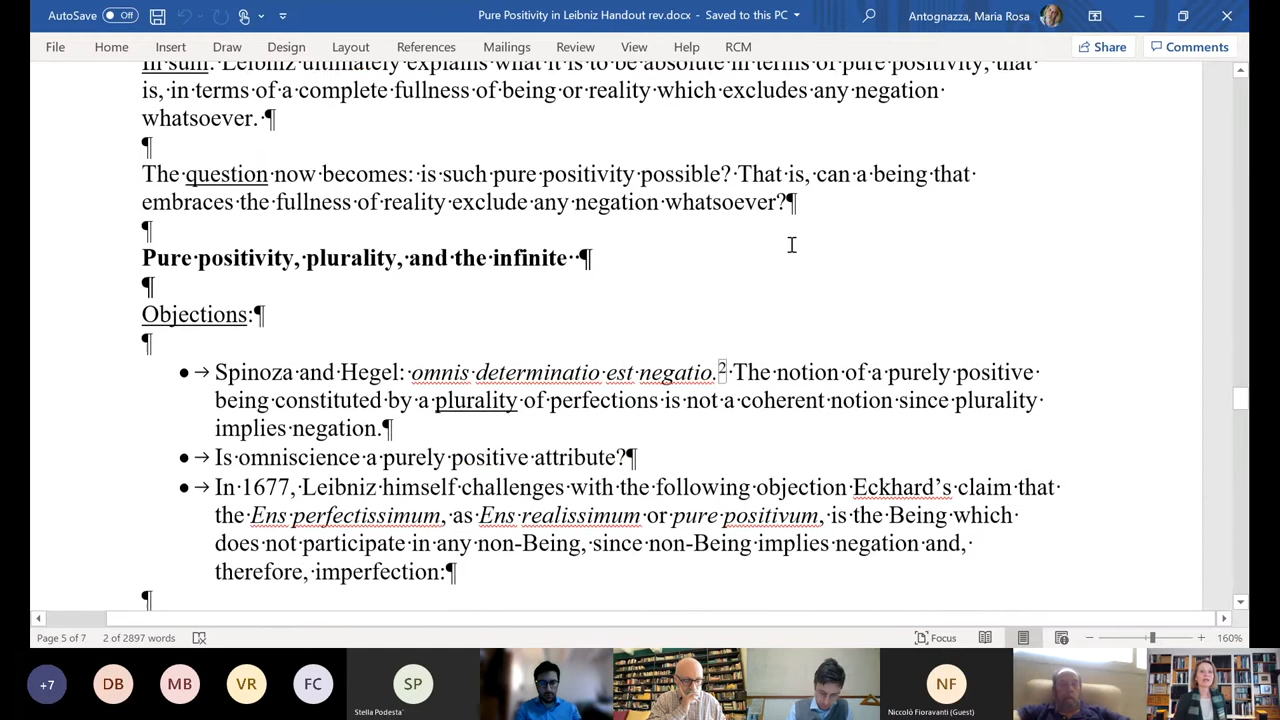 AutoSave Off
Pure Positivity in Leibniz Handout rev.docx - Saved to this PC
Antognazza, Maria Rosa
File Home Insert Draw Design Layout References Mailings Review View Help RCM Share Comments
In sum: Leibniz ultimately explains what it is to be absolute in terms of pure positivity, that
is, in terms of a complete fullness of being or reality which excludes any negation
whatsoever. ¶
¶
The question now becomes: is such pure positivity possible? That is, can a being that
embraces the fullness of reality exclude any negation whatsoever?¶
¶
Pure positivity, plurality, and the infinite ¶
¶
Objections:¶
¶
• → Spinoza and Hegel: omnis determinatio est negatio.2 The notion of a purely positive
being constituted by a plurality of perfections is not a coherent notion since plurality
implies negation.¶
• → Is omniscience a purely positive attribute?¶
• → In 1677, Leibniz himself challenges with the following objection Eckhard's claim that
the Ens perfectissimum, as Ens realissimum or pure positivum, is the Being which
does not participate in any non-Being, since non-Being implies negation and,
therefore, imperfection:¶
¶
Page 5 of 7 2 of 2897 words Focus 160%
+7 DB MB VR FC SP NF
Stella Podesta` Niccolò Fioravanti (Guest)